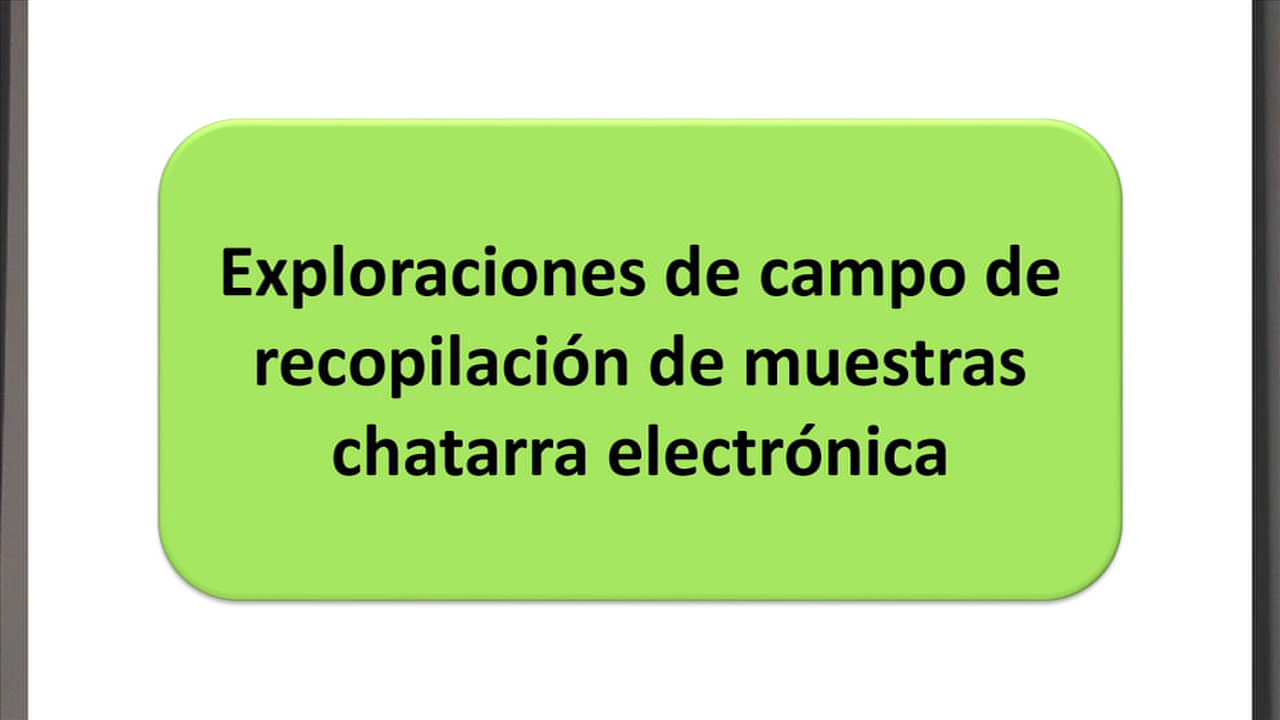 Exploraciones de campo de
recopilación de muestras
chatarra electrónica